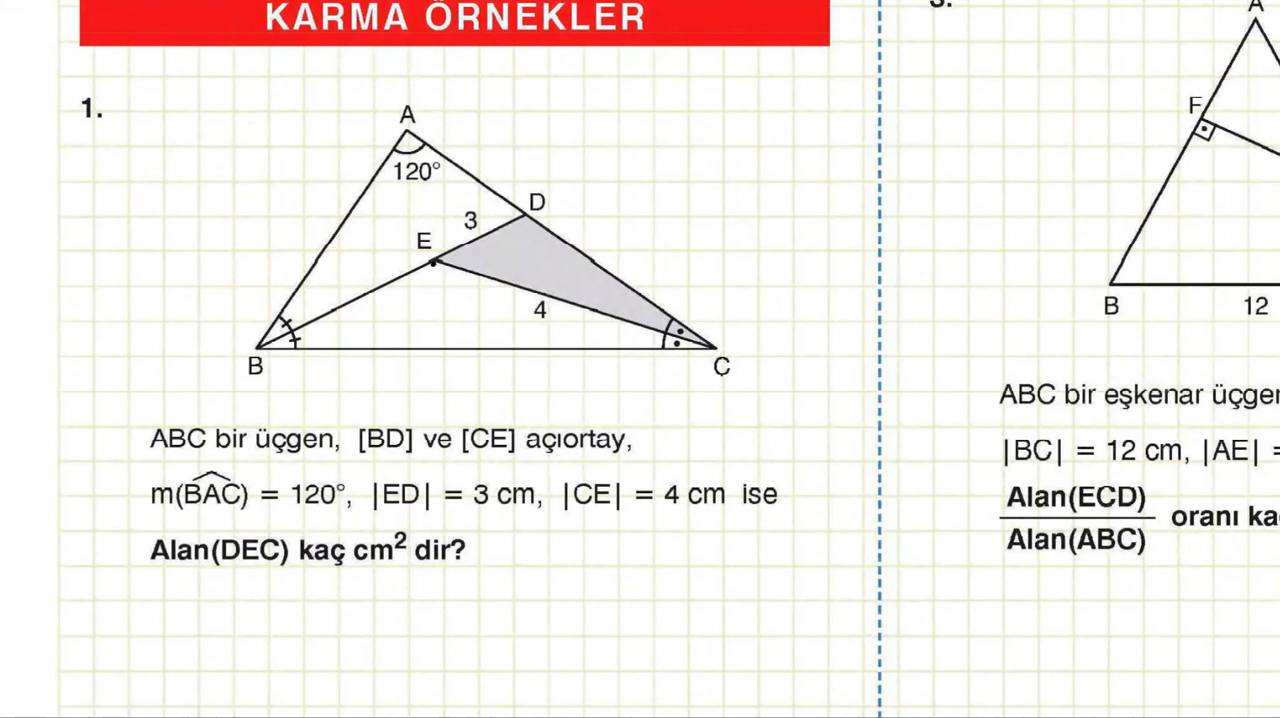 KARMA ÖRNEKLER
1.
A
120°
D
3
E
4
B
C
ABC bir üçgen, [BD] ve [CE] açıortay,
m(BAC) = 120°, |ED| = 3 cm, |CE| = 4 cm ise
Alan(DEC) kaç cm² dir?
3.
A
F
B
12
ABC bir eşkenar üçgen
|BC| = 12 cm, |AE| =
Alan(ECD)
Alan(ABC)
oranı